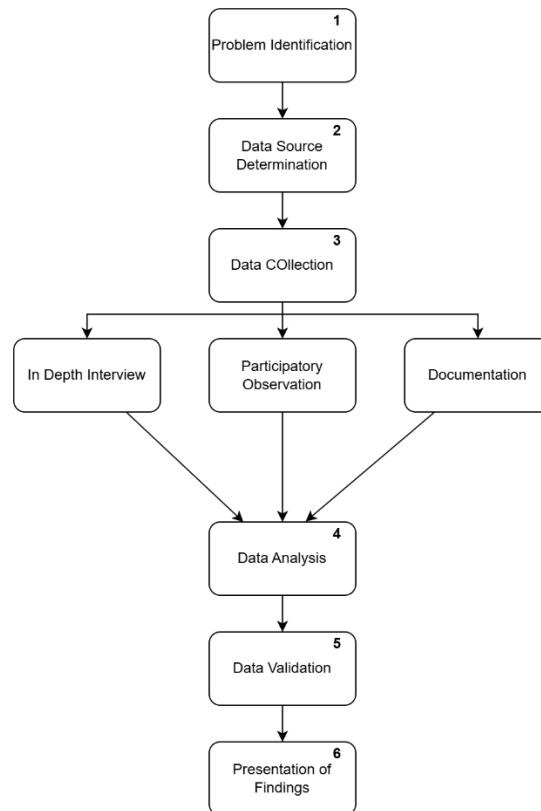 1
Problem Identification
2
Data Source
Determination
3
Data COllection
In Depth Interview
Participatory
Observation
Documentation
4
Data Analysis
5
Data Validation
6
Presentation of
Findings